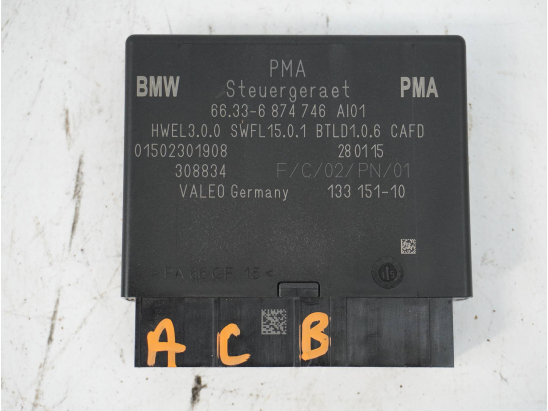 PMA
BMW Steuergeraet PMA
66.33-6 874 746 AI01
HWEL3.0.0 SWFL15.0.1 BTLD1.0.6 CAFD
01502301908 280115
308834 F/C/02/PN/01
VALEO Germany 133 151-10
A C B